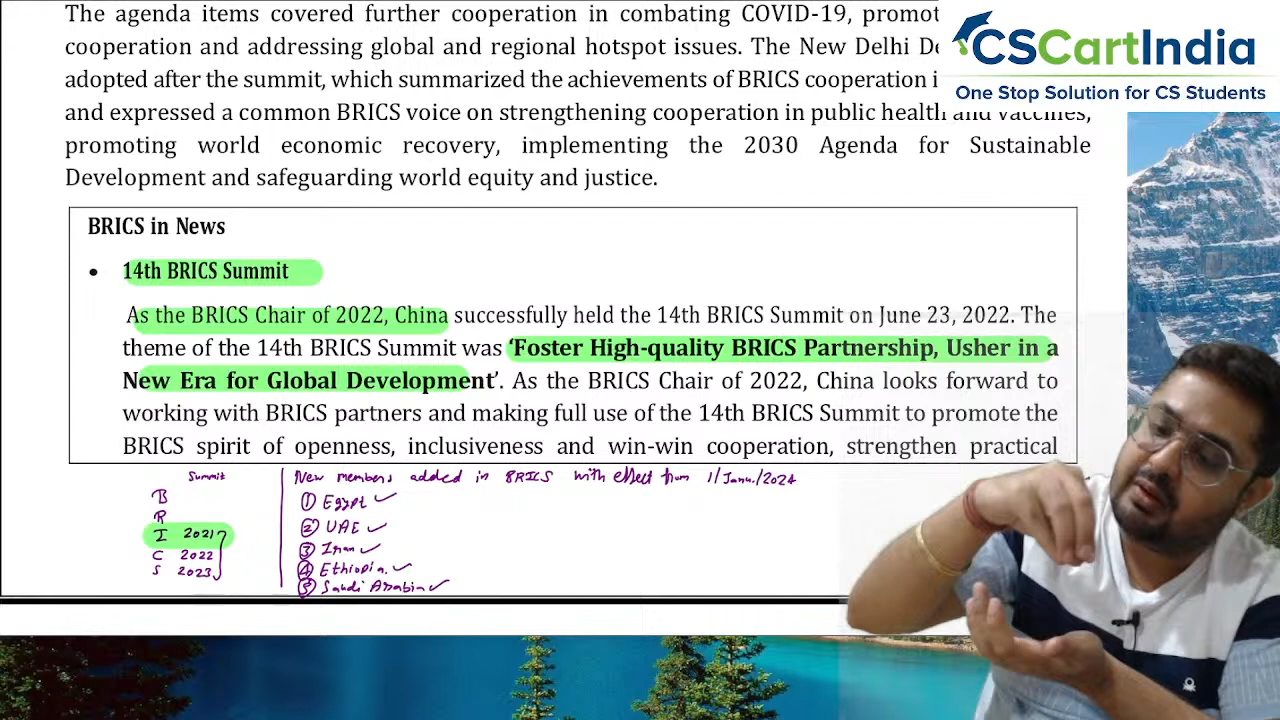 The agenda items covered further cooperation in combating COVID-19, promot
cooperation and addressing global and regional hotspot issues. The New Delhi De
adopted after the summit, which summarized the achievements of BRICS cooperation i
and expressed a common BRICS voice on strengthening cooperation in public health and vaccines,
promoting world economic recovery, implementing the 2030 Agenda for Sustainable
Development and safeguarding world equity and justice.
CSCartIndia
One Stop Solution for CS Students
BRICS in News
• 14th BRICS Summit
As the BRICS Chair of 2022, China successfully held the 14th BRICS Summit on June 23, 2022. The
theme of the 14th BRICS Summit was ‘Foster High-quality BRICS Partnership, Usher in a
New Era for Global Development’. As the BRICS Chair of 2022, China looks forward to
working with BRICS partners and making full use of the 14th BRICS Summit to promote the
BRICS spirit of openness, inclusiveness and win-win cooperation, strengthen practical
Summit
B
R
I 2021
C 2022
S 2023
New members added in BRICS with effect from 1/Janu./2024
① Egypt ✓
② UAE ✓
③ Iran ✓
④ Ethiopia. ✓
⑤ Saudi Arabia ✓